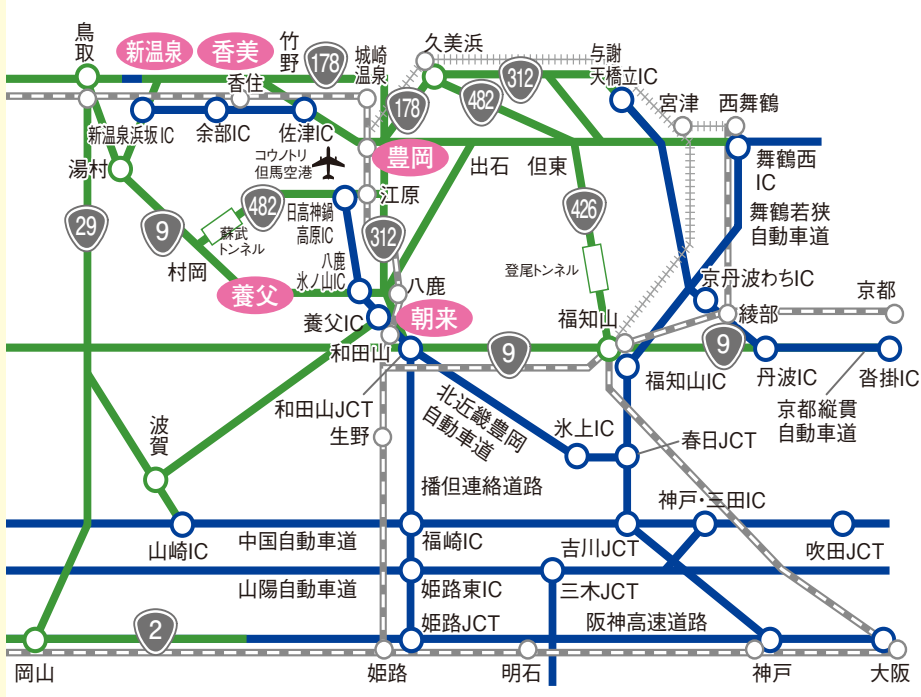 鳥取
新温泉
香美
竹野
178
城崎
温泉
久美浜
312
与謝
天橋立IC
香住
178
482
宮津
西舞鶴
新温泉浜坂IC
余部IC
佐津IC
コウノトリ
但馬空港
豊岡
出石
但東
舞鶴西
IC
湯村
482
江原
29
9
蘇武
トンネル
日高神鍋
高原IC
312
426
舞鶴若狭
自動車道
村岡
八鹿
氷ノ山IC
八鹿
登尾トンネル
京丹波わちIC
京都
養父
養父IC
朝来
福知山
綾部
和田山
9
9
福知山IC
丹波IC
沓掛IC
和田山JCT
北近畿豊岡
自動車道
京都縦貫
自動車道
波賀
生野
氷上IC
春日JCT
播但連絡道路
神戸・三田IC
山崎IC
中国自動車道
福崎IC
吉川JCT
吹田JCT
山陽自動車道
姫路東IC
三木JCT
2
姫路JCT
阪神高速道路
岡山
姫路
明石
神戸
大阪